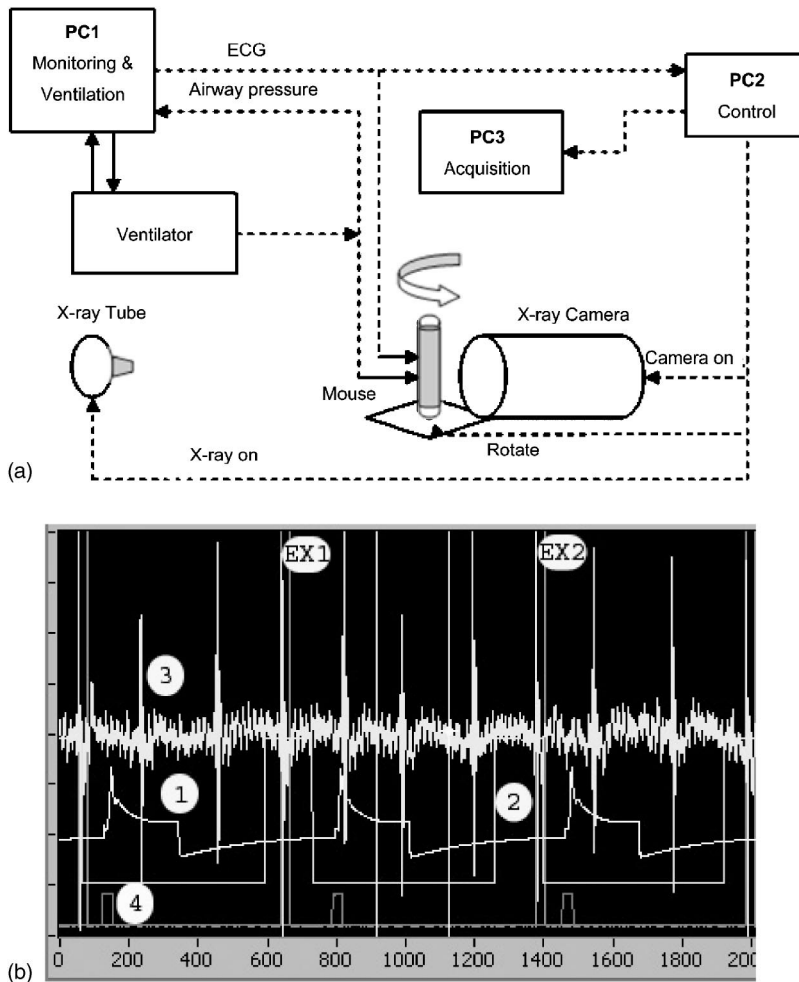 PC1
Monitoring &
Ventilation
ECG
Airway pressure
PC2
Control
PC3
Acquisition
Ventilator
X-ray Tube
X-ray Camera
Camera on
Mouse
Rotate
X-ray on
(a)
EX1
EX2
3
1
2
4
0 200 400 600 800 1000 1200 1400 1600 1800 2000
(b)